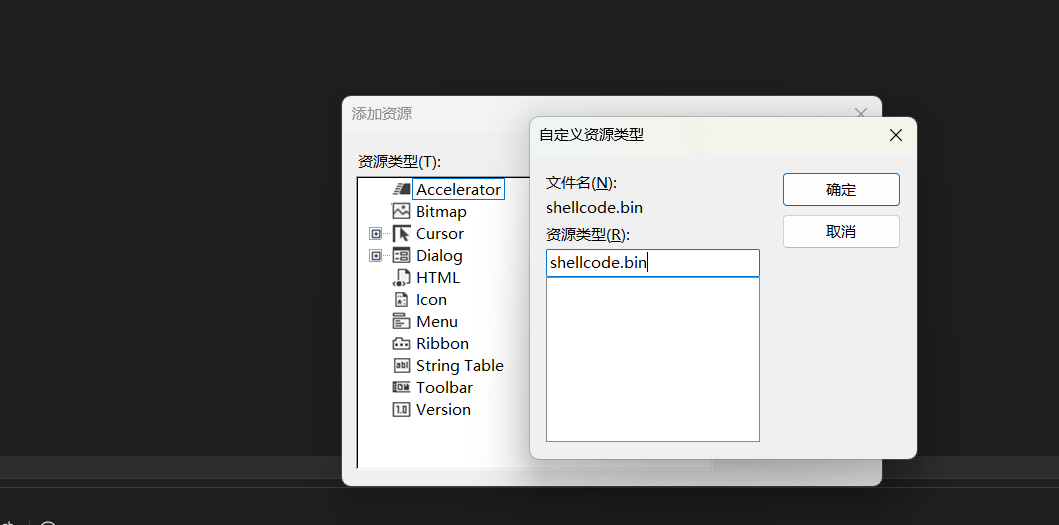 添加资源
资源类型(T):
Accelerator
Bitmap
Cursor
Dialog
HTML
Icon
Menu
Ribbon
String Table
Toolbar
Version
自定义资源类型
文件名(N):
shellcode.bin
资源类型(R):
shellcode.bin
确定
取消